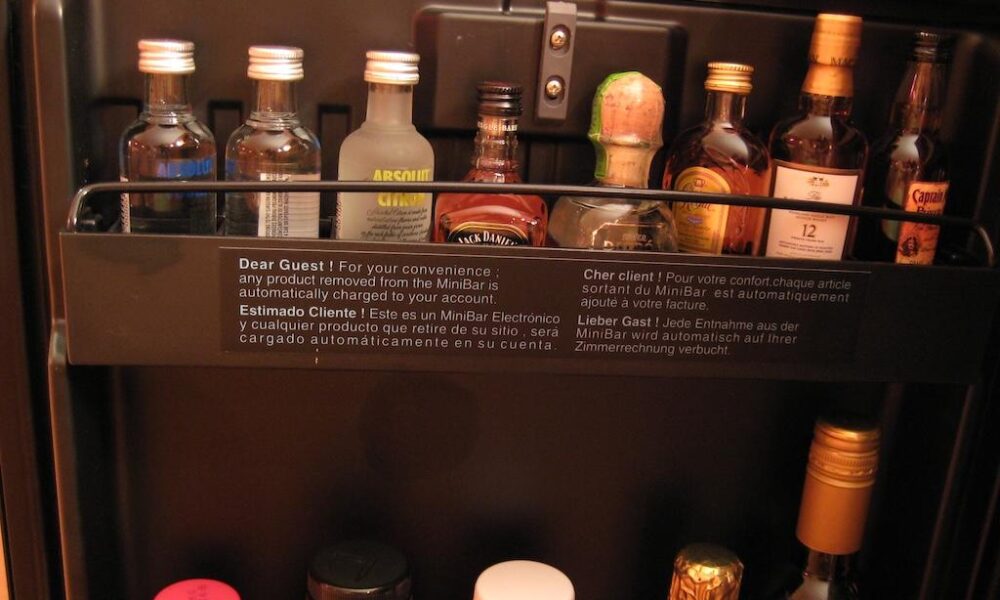 ABSOLUT
ABSOLUT
CITRON
JACK DANIEL'S
12
Captain
Dear Guest ! For your convenience ;
any product removed from the MiniBar is
automatically charged to your account.
Estimado Cliente ! Este es un MiniBar Electrónico
y cualquier producto que retire de su sitio , será
cargado automáticamente en su cuenta.
Cher client ! Pour votre confort,chaque article
sortant du MiniBar est automatiquement
ajouté à votre facture.
Lieber Gast ! Jede Entnahme aus der
MiniBar wird automatisch auf Ihrer
Zimmerrechnung verbucht.